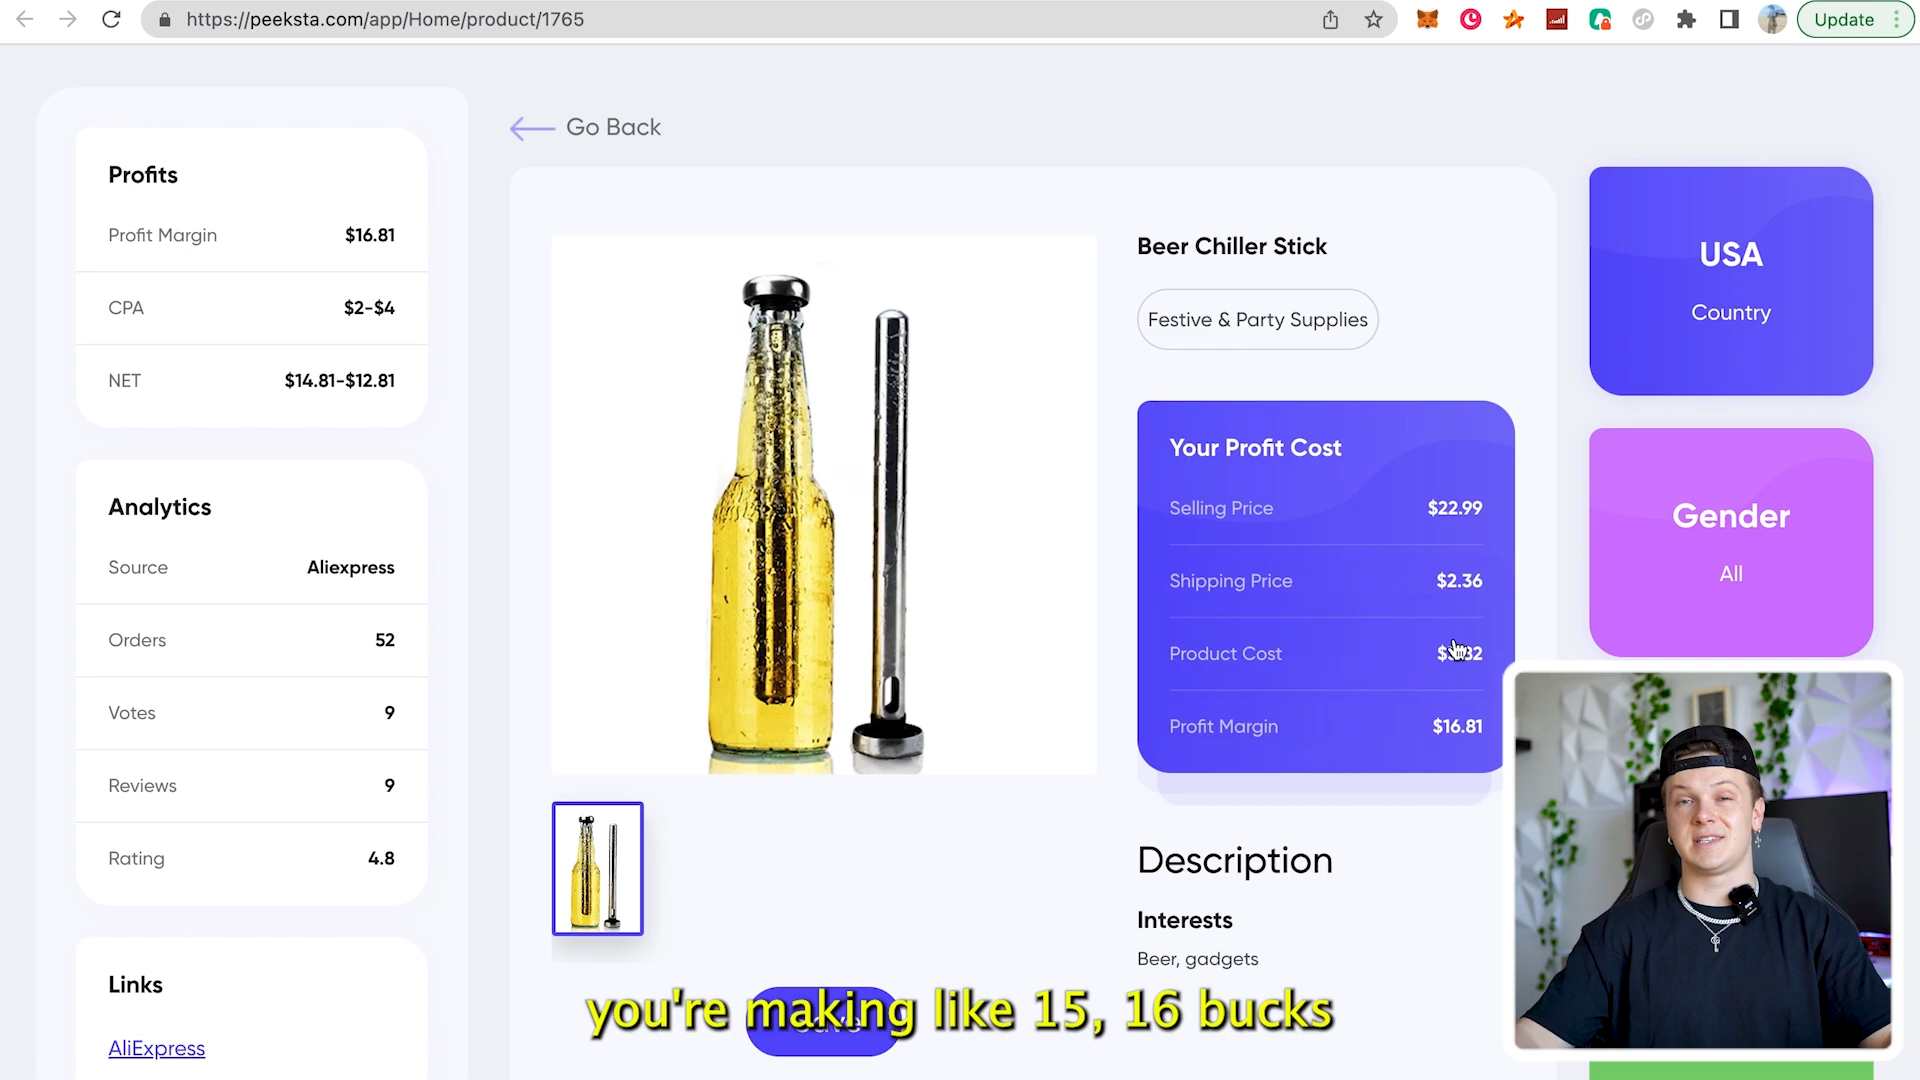 https://peeksta.com/app/Home/product/1765
Update
Go Back
Profits
Profit Margin $16.81
CPA $2-$4
NET $14.81-$12.81
Analytics
Source Aliexpress
Orders 52
Votes 9
Reviews 9
Rating 4.8
Links
AliExpress
Beer Chiller Stick
Festive & Party Supplies
Your Profit Cost
Selling Price $22.99
Shipping Price $2.36
Product Cost
Profit Margin $16.81
Description
Interests
Beer, gadgets
USA
Country
Gender
All
you're making like 15, 16 bucks